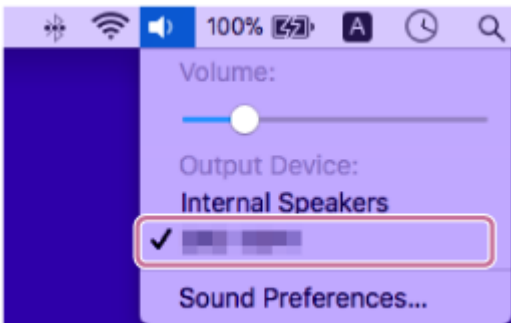 100% A
Volume:
Output Device:
Internal Speakers
Sound Preferences...